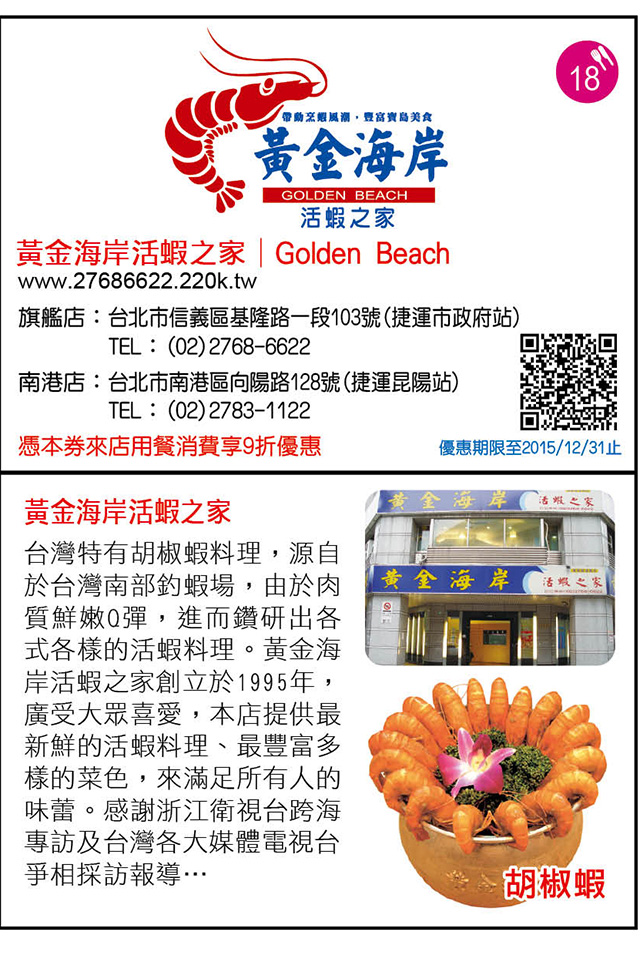 18
帶動烹蝦風潮，豐富寶島美食
黃金海岸
GOLDEN BEACH
活蝦之家
黃金海岸活蝦之家｜Golden Beach
www.27686622.220k.tw
旗艦店：台北市信義區基隆路一段103號(捷運市政府站)
TEL：(02)2768-6622
南港店：台北市南港區向陽路128號(捷運昆陽站)
TEL：(02)2783-1122
憑本券來店用餐消費享9折優惠
優惠期限至2015/12/31止
黃金海岸活蝦之家
台灣特有胡椒蝦料理，源自
於台灣南部釣蝦場，由於肉
質鮮嫩Q彈，進而鑽研出各
式各樣的活蝦料理。黃金海
岸活蝦之家創立於1995年，
廣受大眾喜愛，本店提供最
新鮮的活蝦料理、最豐富多
樣的菜色，來滿足所有人的
味蕾。感謝浙江衛視台跨海
專訪及台灣各大媒體電視台
爭相採訪報導…
黃金海岸 活蝦之家
黃金海岸 活蝦之家
胡椒蝦